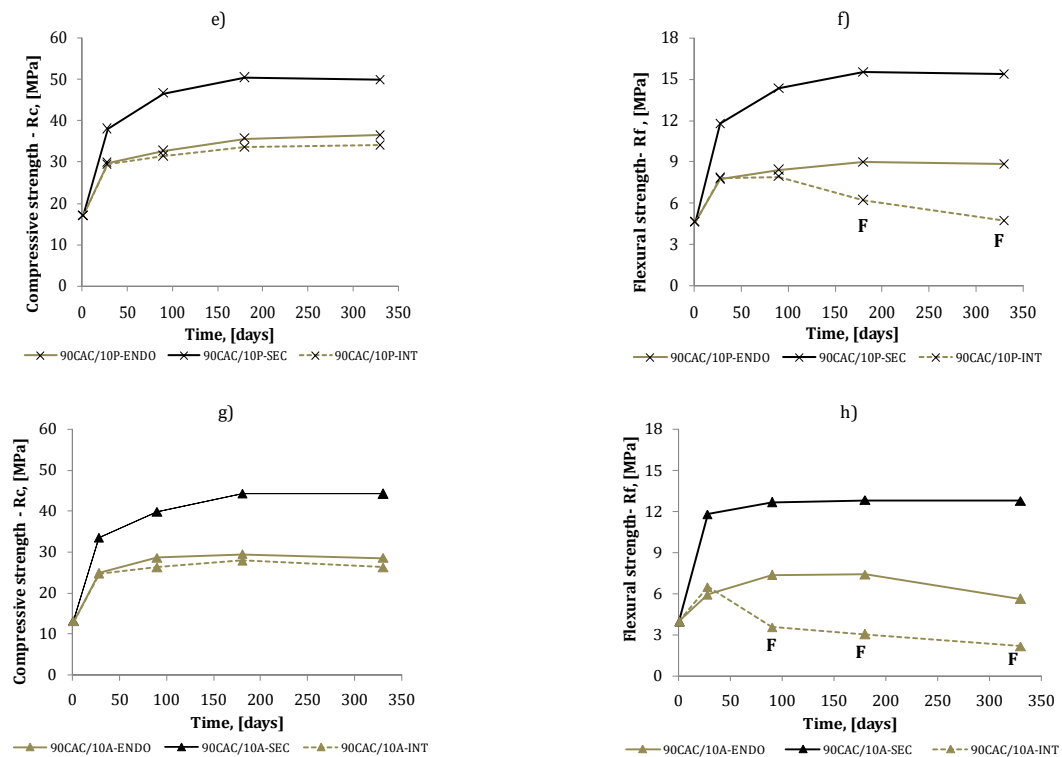 e)
Compressive strength - Rc, [MPa]
60
50
40
30
20
10
0
0 50 100 150 200 250 300 350
Time, [days]
90CAC/10P-ENDO 90CAC/10P-SEC 90CAC/10P-INT
f)
Flexural strength- Rf , [MPa]
18
15
12
9
6
3
0
F
F
0 50 100 150 200 250 300 350
Time, [days]
90CAC/10P-ENDO 90CAC/10P-SEC 90CAC/10P-INT
g)
Compressive strength - Rc, [MPa]
60
50
40
30
20
10
0
0 50 100 150 200 250 300 350
Time, [days]
90CAC/10A-ENDO 90CAC/10A-SEC 90CAC/10A-INT
h)
Flexural strength- Rf, [MPa]
18
15
12
9
6
3
0
F
F
F
0 50 100 150 200 250 300 350
Time, [days]
90CAC/10A-ENDO 90CAC/10A-SEC 90CAC/10A-INT